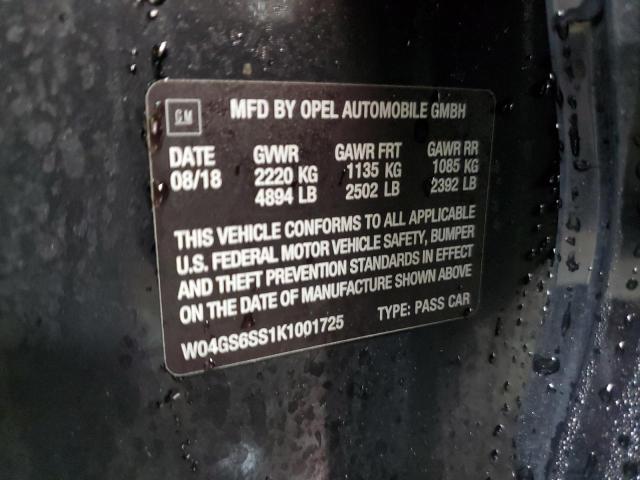 GM
MFD BY OPEL AUTOMOBILE GMBH
DATE GVWR GAWR FRT GAWR RR
08/18 2220 KG 1135 KG 1085 KG
4894 LB 2502 LB 2392 LB
THIS VEHICLE CONFORMS TO ALL APPLICABLE
U.S. FEDERAL MOTOR VEHICLE SAFETY, BUMPER
AND THEFT PREVENTION STANDARDS IN EFFECT
ON THE DATE OF MANUFACTURE SHOWN ABOVE
W04GS6SS1K1001725 TYPE: PASS CAR